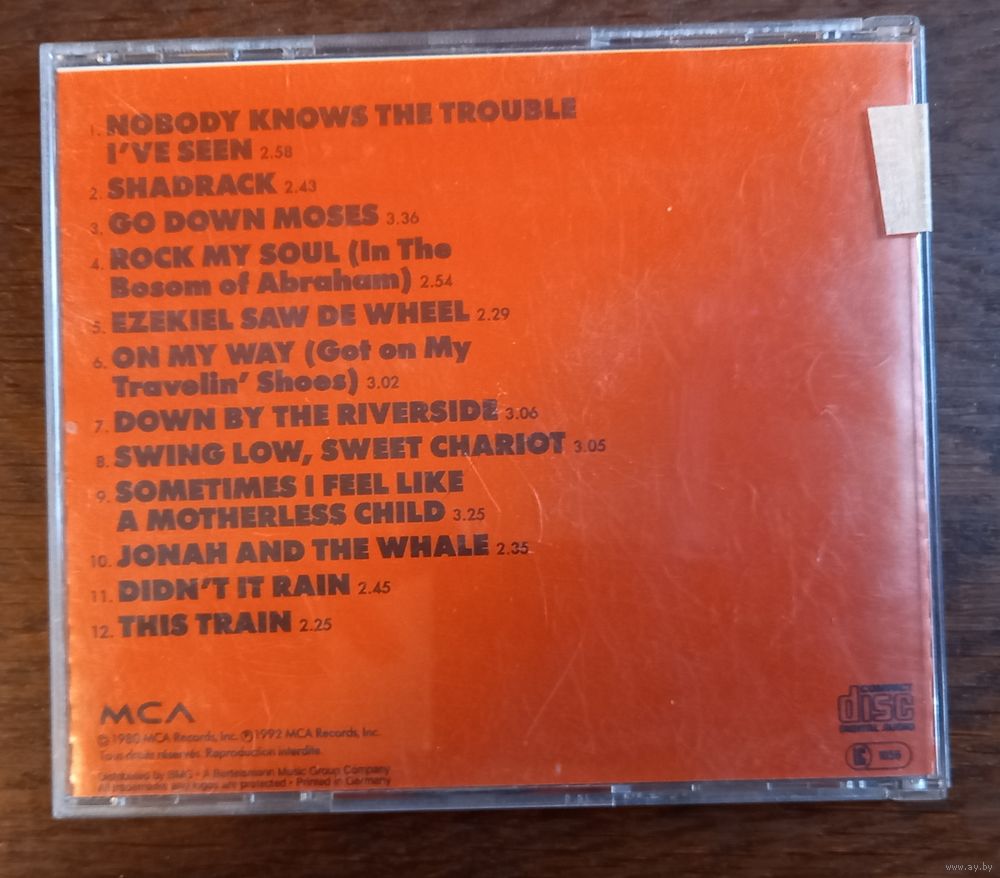 1. NOBODY KNOWS THE TROUBLE
I'VE SEEN 2.58
2. SHADRACK 2.43
3. GO DOWN MOSES 3.36
4. ROCK MY SOUL (In The
Bosom of Abraham) 2.54
5. EZEKIEL SAW DE WHEEL 2.29
6. ON MY WAY (Got on My
Travelin' Shoes) 3.02
7. DOWN BY THE RIVERSIDE 3.06
8. SWING LOW, SWEET CHARIOT 3.05
9. SOMETIMES I FEEL LIKE
A MOTHERLESS CHILD 3.25
10. JONAH AND THE WHALE 2.35
11. DIDN'T IT RAIN 2.45
12. THIS TRAIN 2.25
MCA
© 1980 MCA Records, Inc. ℗ 1992 MCA Records, Inc.
Tous droits réservés. Reproduction interdite.
Distributed by BMG • A Bertelsmann Music Group Company
All trademarks and logos are protected • Printed in Germany
COMPACT
disc
DIGITAL AUDIO
www.ay.by